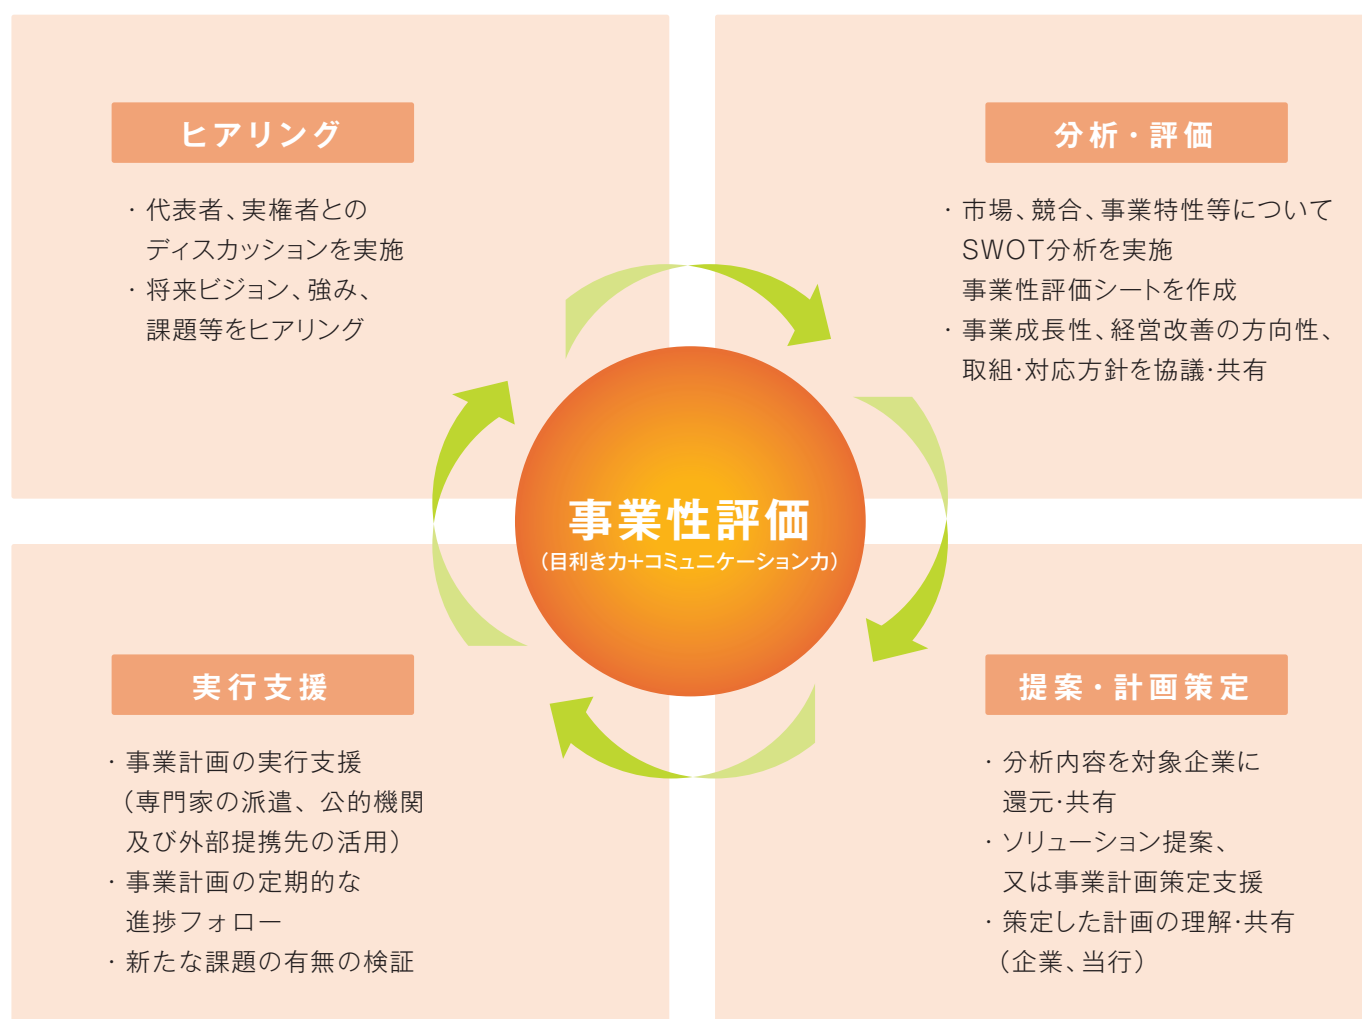 ヒアリング
・代表者、実権者との
ディスカッションを実施
・将来ビジョン、強み、
課題等をヒアリング
分析・評価
・市場、競合、事業特性等について
SWOT分析を実施
事業性評価シートを作成
・事業成長性、経営改善の方向性、
取組・対応方針を協議・共有
事業性評価
（目利き力＋コミュニケーション力）
実行支援
・事業計画の実行支援
（専門家の派遣、公的機関
及び外部提携先の活用）
・事業計画の定期的な
進捗フォロー
・新たな課題の有無の検証
提案・計画策定
・分析内容を対象企業に
還元・共有
・ソリューション提案、
又は事業計画策定支援
・策定した計画の理解・共有
（企業、当行）